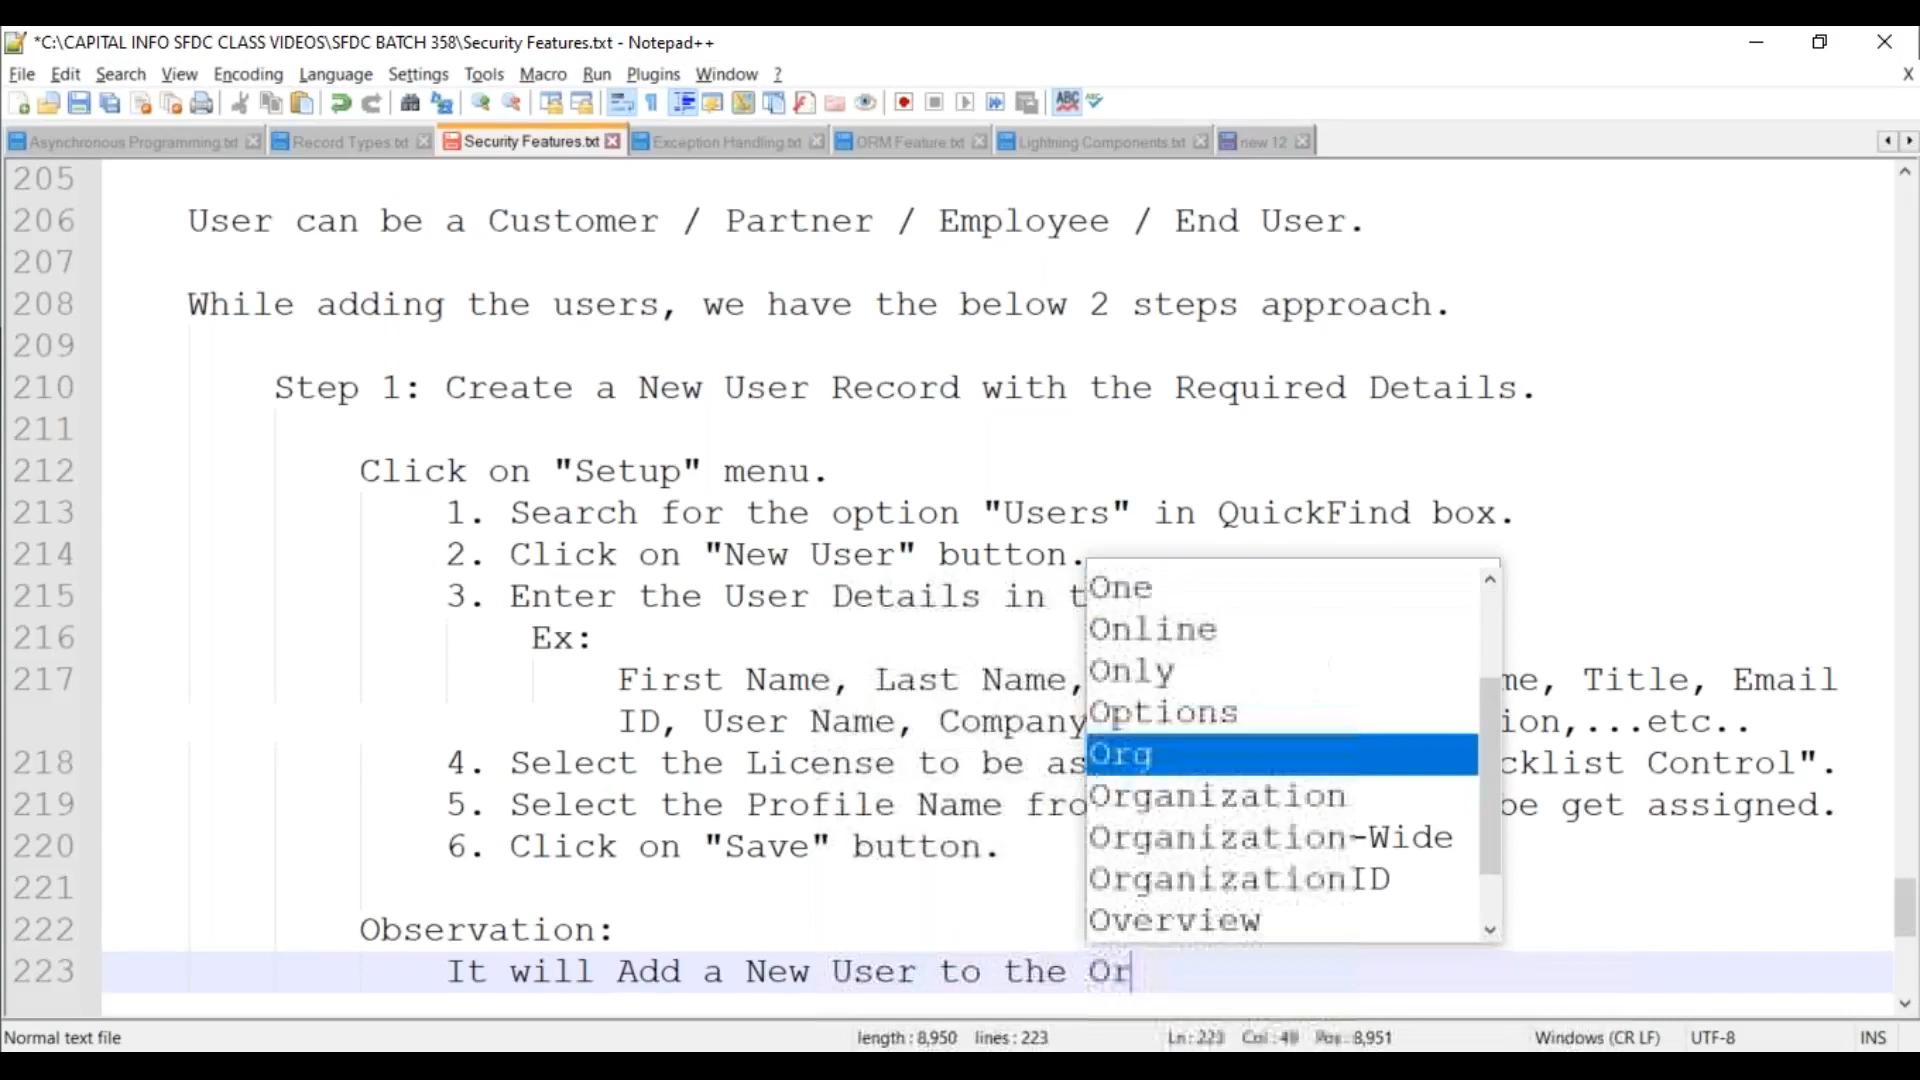 *C:\CAPITAL INFO SFDC CLASS VIDEOS\SFDC BATCH 358\Security Features.txt - Notepad++
File Edit Search View Encoding Language Settings Tools Macro Run Plugins Window ? X
Asynchronous Programming.txt Record Types.txt Security Features.txt Exception Handling.txt ORM Feature.txt Lightning Components.txt new 12
205
206 User can be a Customer / Partner / Employee / End User.
207
208 While adding the users, we have the below 2 steps approach.
209
210 Step 1: Create a New User Record with the Required Details.
211
212 Click on "Setup" menu.
213 1. Search for the option "Users" in QuickFind box.
214 2. Click on "New User" button.
215 3. Enter the User Details in t
216 Ex:
217 First Name, Last Name, me, Title, Email
ID, User Name, Company ion,...etc..
218 4. Select the License to be as cklist Control".
219 5. Select the Profile Name fro be get assigned.
220 6. Click on "Save" button.
221
222 Observation:
223 It will Add a New User to the Or
One
Online
Only
Options
Org
Organization
Organization-Wide
OrganizationID
Overview
Normal text file length : 8,950 lines : 223 Ln : 223 Col : 49 Pos : 8,951 Windows (CR LF) UTF-8 INS